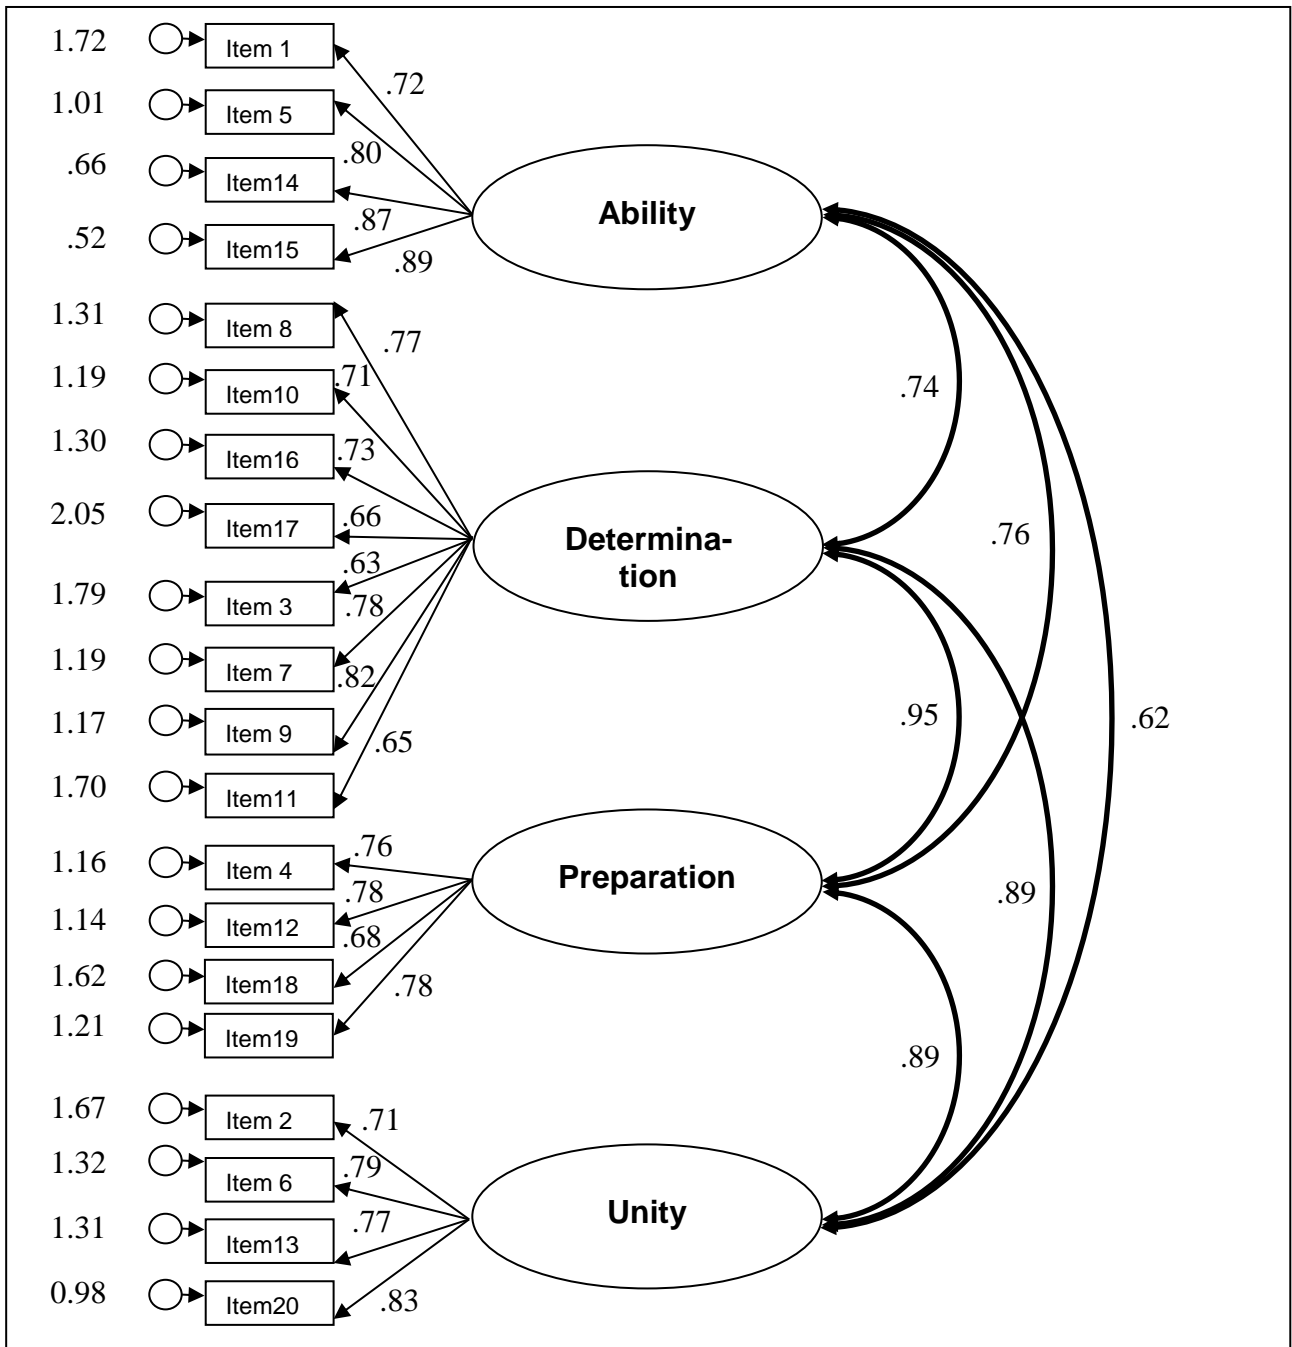 1.72
Item 1
.72
1.01
Item 5
.80
.66
Item14
.87
.52
Item15
.89
Ability
1.31
Item 8
.77
1.19
Item10
.71
1.30
Item16
.73
2.05
Item17
.66
1.79
Item 3
.63
1.19
Item 7
.78
1.17
Item 9
.82
1.70
Item11
.65
Determina-
tion
1.16
Item 4
.76
1.14
Item12
.78
1.62
Item18
.68
1.21
Item19
.78
Preparation
1.67
Item 2
.71
1.32
Item 6
.79
1.31
Item13
.77
0.98
Item20
.83
Unity
.74
.76
.95
.62
.89
.89